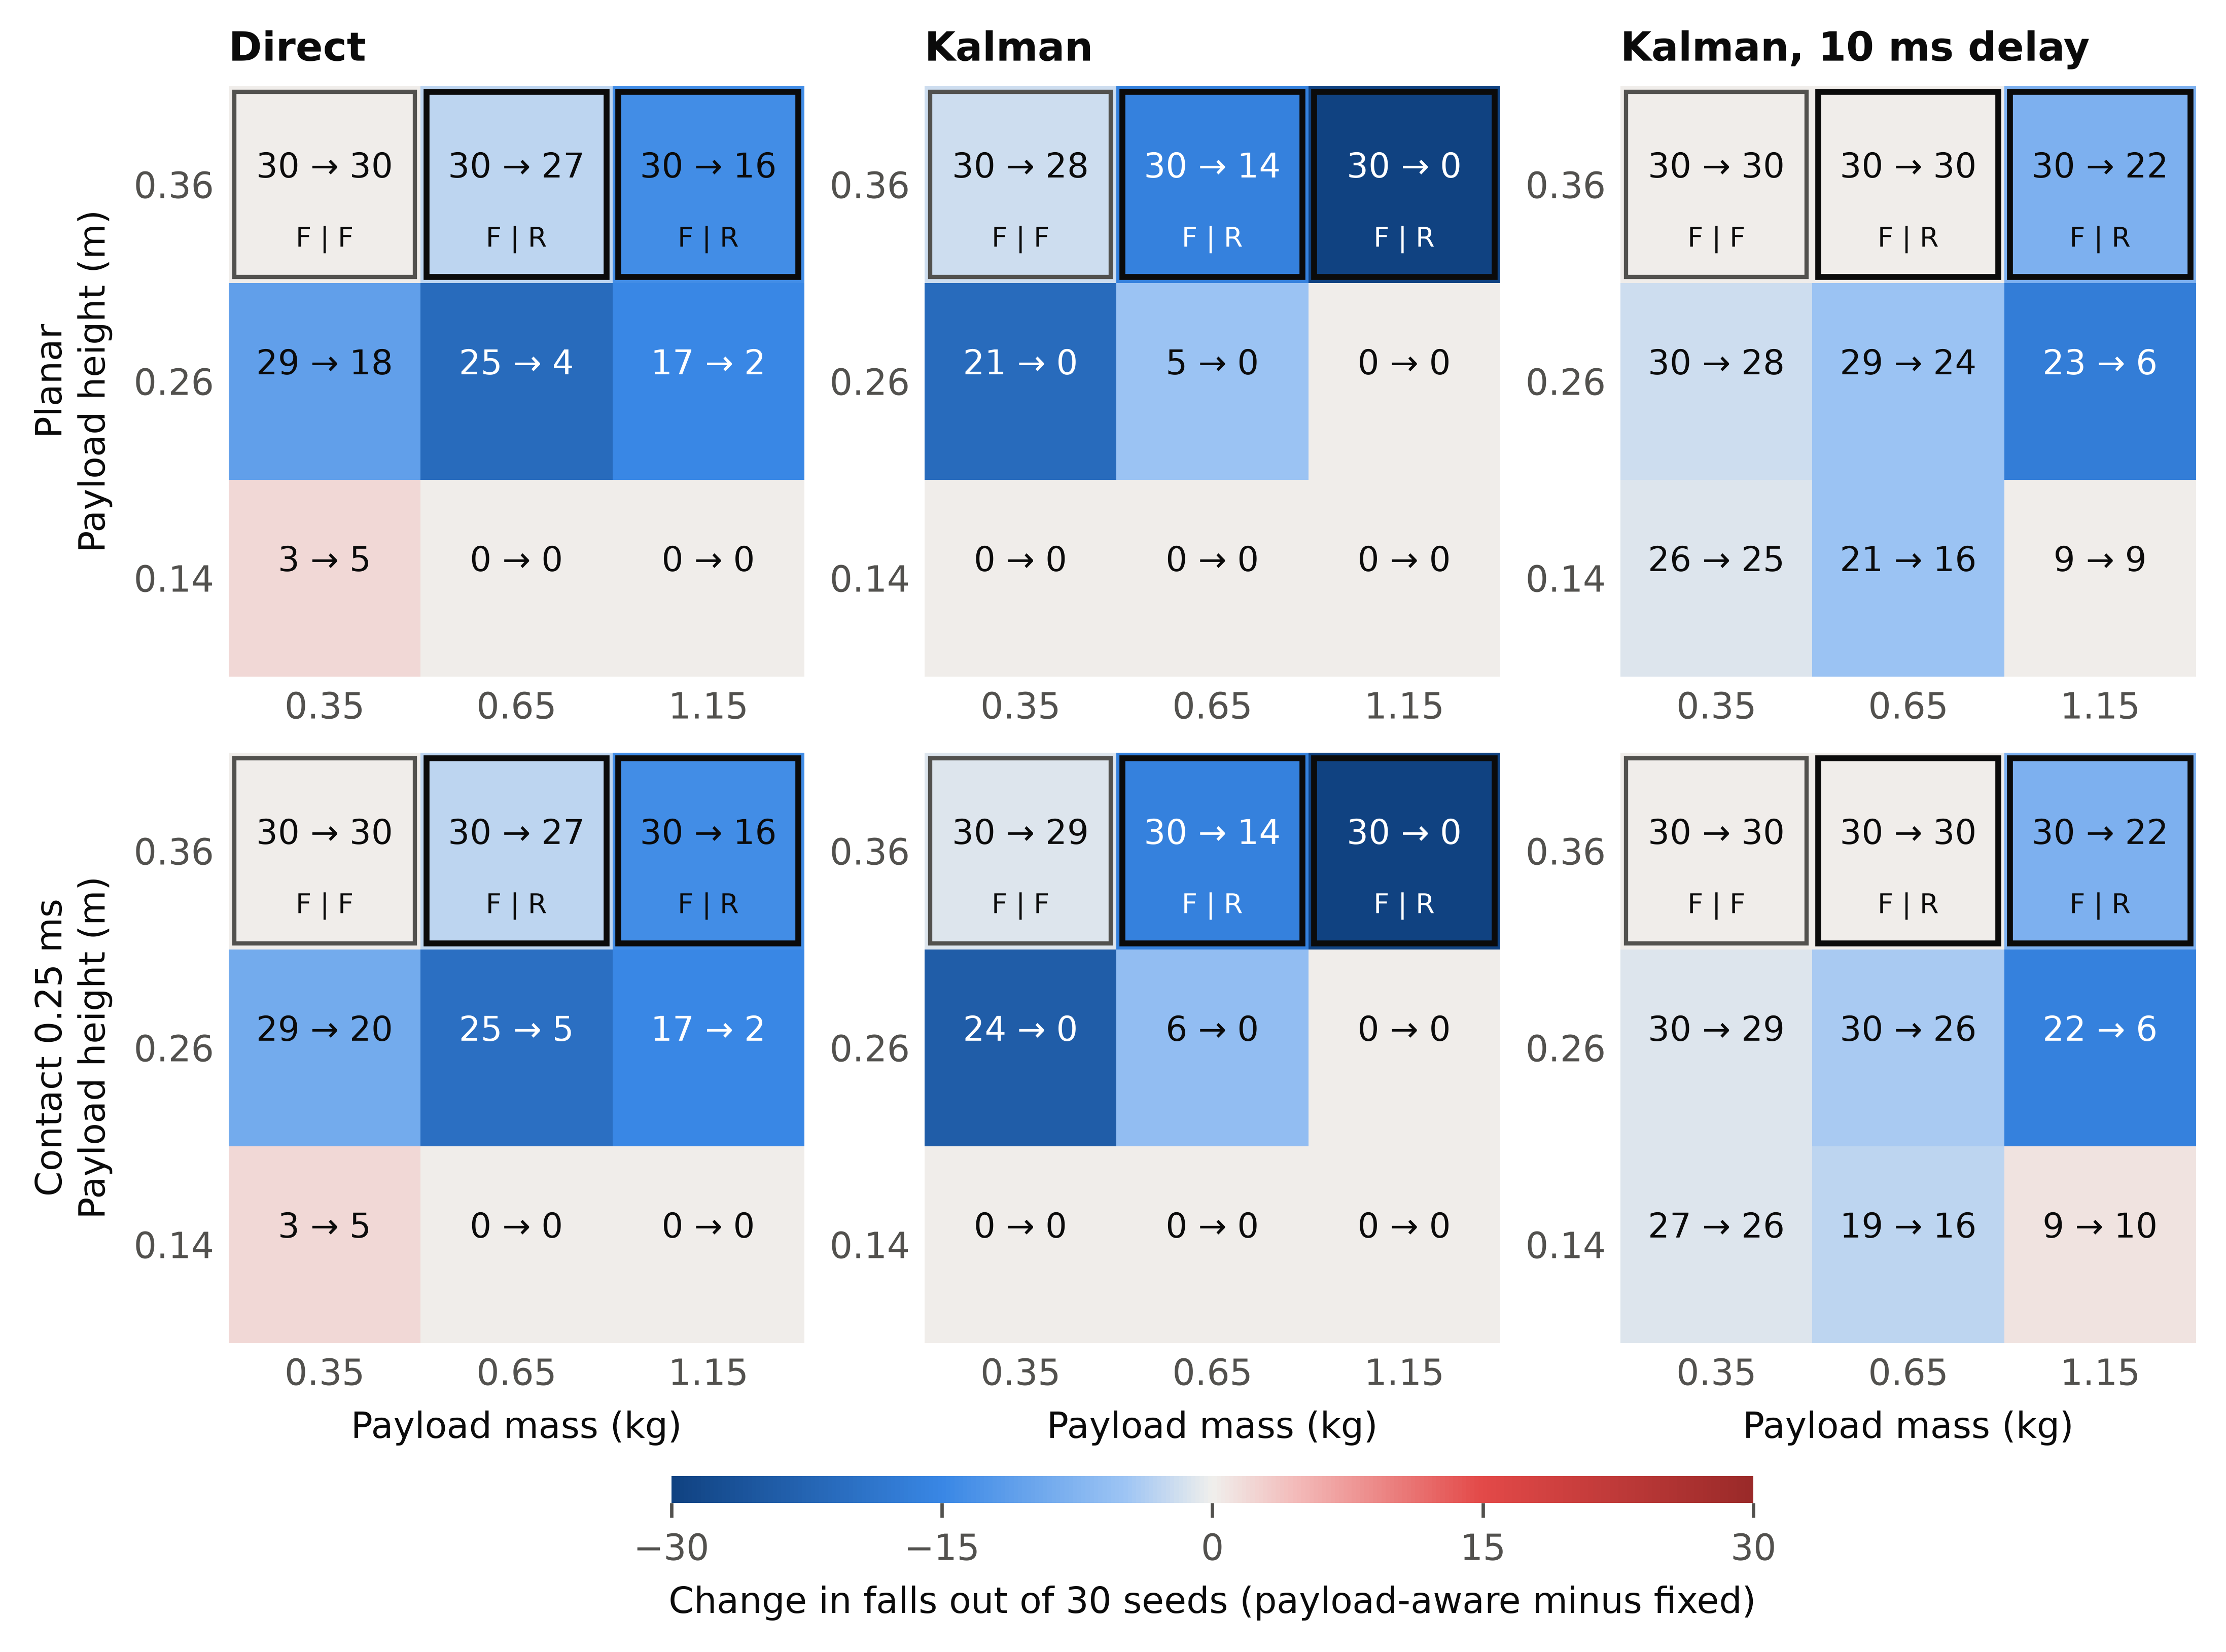 Direct
Kalman
Kalman, 10 ms delay
Planar
Payload height (m)
0.36
30 → 30
30 → 27
30 → 16
F | F
F | R
F | R
0.26
29 → 18
25 → 4
17 → 2
0.14
3 → 5
0 → 0
0 → 0
0.35
0.65
1.15
0.36
30 → 28
30 → 14
30 → 0
F | F
F | R
F | R
0.26
21 → 0
5 → 0
0 → 0
0.14
0 → 0
0 → 0
0 → 0
0.35
0.65
1.15
0.36
30 → 30
30 → 30
30 → 22
F | F
F | R
F | R
0.26
30 → 28
29 → 24
23 → 6
0.14
26 → 25
21 → 16
9 → 9
0.35
0.65
1.15
Contact 0.25 ms
Payload height (m)
0.36
30 → 30
30 → 27
30 → 16
F | F
F | R
F | R
0.26
29 → 20
25 → 5
17 → 2
0.14
3 → 5
0 → 0
0 → 0
0.35
0.65
1.15
Payload mass (kg)
0.36
30 → 29
30 → 14
30 → 0
F | F
F | R
F | R
0.26
24 → 0
6 → 0
0 → 0
0.14
0 → 0
0 → 0
0 → 0
0.35
0.65
1.15
Payload mass (kg)
0.36
30 → 30
30 → 30
30 → 22
F | F
F | R
F | R
0.26
30 → 29
30 → 26
22 → 6
0.14
27 → 26
19 → 16
9 → 10
0.35
0.65
1.15
Payload mass (kg)
−30
−15
0
15
30
Change in falls out of 30 seeds (payload-aware minus fixed)